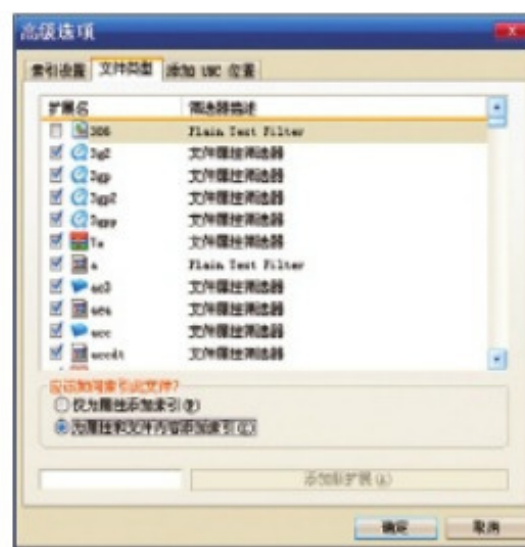 高级选项
索引设置 文件类型 添加 UNC 位置
扩展名 筛选器描述
386 Plain Text Filter
3g2 文件属性筛选器
3gp 文件属性筛选器
3gp2 文件属性筛选器
3gpp 文件属性筛选器
7z 文件属性筛选器
a Plain Text Filter
ac3 文件属性筛选器
文件属性筛选器
文件属性筛选器
accdt 文件属性筛选器
应该如何索引此文件?
仅为属性添加索引(P)
为属性和文件内容添加索引(C)
添加新扩展(A)
确定 取消